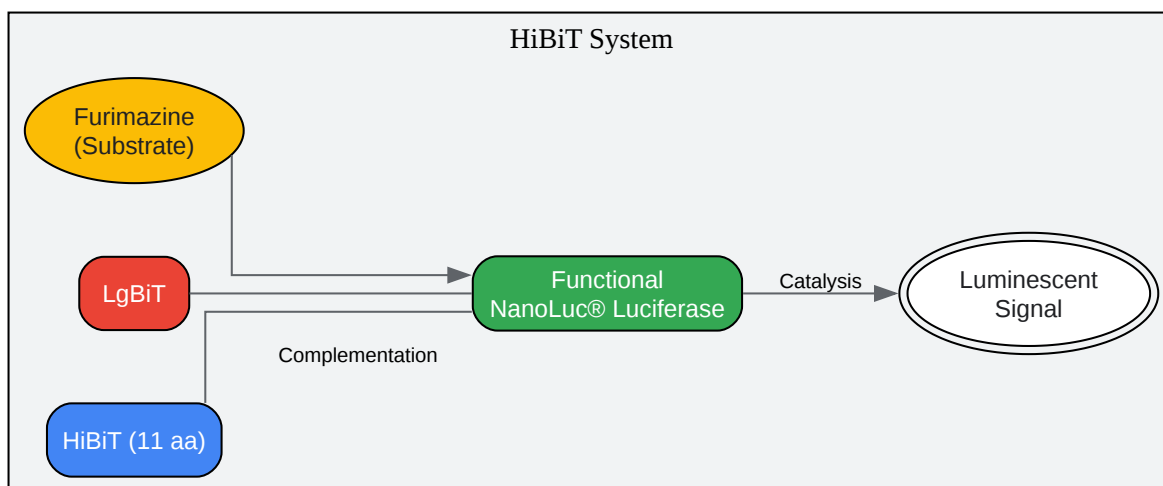 HiBiT System
Furimazine
(Substrate)
LgBiT
Functional
NanoLuc® Luciferase
Catalysis
Luminescent
Signal
Complementation
HiBiT (11 aa)